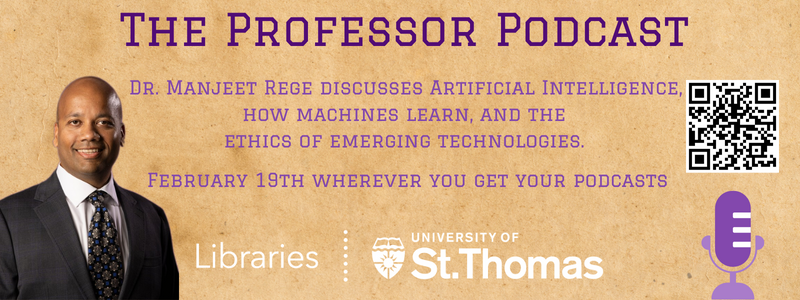 The Professor Podcast
Dr. Manjeet Rege discusses Artificial Intelligence,
how machines learn, and the
ethics of emerging technologies.
February 19th wherever you get your podcasts
Libraries
UNIVERSITY OF
St.Thomas